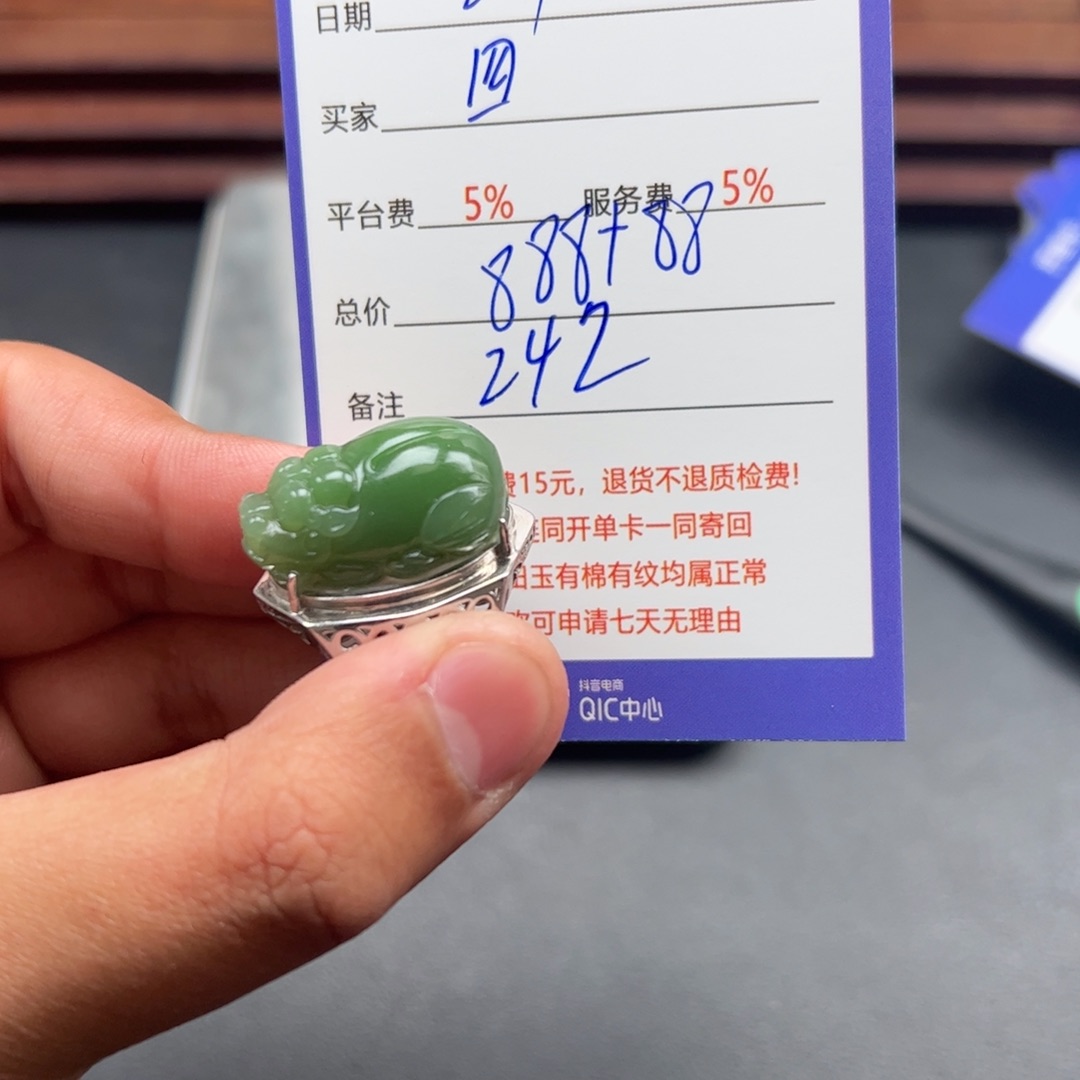 日期
买家 四
平台费 5% 服务费 5%
总价 888+88
备注 242
费15元，退货不退质检费!
同开单卡一同寄回
田玉有棉有纹均属正常
可申请七天无理由
抖音电商
QIC中心